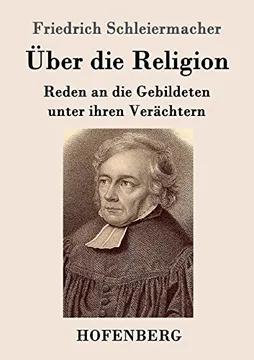 Friedrich Schleiermacher
Über die Religion
Reden an die Gebildeten
unter ihren Verächtern
HOFENBERG